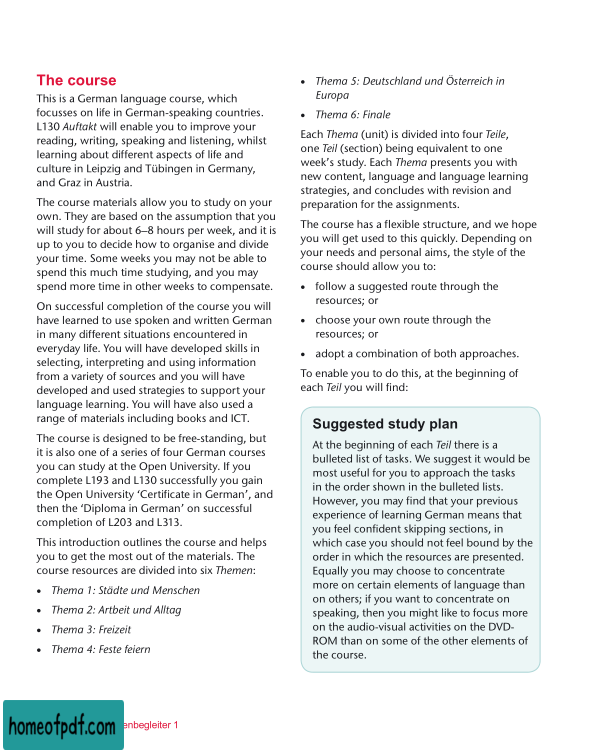 The course
This is a German language course, which
focusses on life in German-speaking countries.
L130 Auftakt will enable you to improve your
reading, writing, speaking and listening, whilst
learning about different aspects of life and
culture in Leipzig and Tübingen in Germany,
and Graz in Austria.
The course materials allow you to study on your
own. They are based on the assumption that you
will study for about 6–8 hours per week, and it is
up to you to decide how to organise and divide
your time. Some weeks you may not be able to
spend this much time studying, and you may
spend more time in other weeks to compensate.
On successful completion of the course you will
have learned to use spoken and written German
in many different situations encountered in
everyday life. You will have developed skills in
selecting, interpreting and using information
from a variety of sources and you will have
developed and used strategies to support your
language learning. You will have also used a
range of materials including books and ICT.
The course is designed to be free-standing, but
it is also one of a series of four German courses
you can study at the Open University. If you
complete L193 and L130 successfully you gain
the Open University ‘Certificate in German’, and
then the ‘Diploma in German’ on successful
completion of L203 and L313.
This introduction outlines the course and helps
you to get the most out of the materials. The
course resources are divided into six Themen:
• Thema 1: Städte und Menschen
• Thema 2: Artbeit und Alltag
• Thema 3: Freizeit
• Thema 4: Feste feiern
• Thema 5: Deutschland und Österreich in
Europa
• Thema 6: Finale
Each Thema (unit) is divided into four Teile,
one Teil (section) being equivalent to one
week’s study. Each Thema presents you with
new content, language and language learning
strategies, and concludes with revision and
preparation for the assignments.
The course has a flexible structure, and we hope
you will get used to this quickly. Depending on
your needs and personal aims, the style of the
course should allow you to:
• follow a suggested route through the
resources; or
• choose your own route through the
resources; or
• adopt a combination of both approaches.
To enable you to do this, at the beginning of
each Teil you will find:
Suggested study plan
At the beginning of each Teil there is a
bulleted list of tasks. We suggest it would be
most useful for you to approach the tasks
in the order shown in the bulleted lists.
However, you may find that your previous
experience of learning German means that
you feel confident skipping sections, in
which case you should not feel bound by the
order in which the resources are presented.
Equally you may choose to concentrate
more on certain elements of language than
on others; if you want to concentrate on
speaking, then you might like to focus more
on the audio-visual activities on the DVD-
ROM than on some of the other elements of
the course.
enbegleiter 1
homeofpdf.com